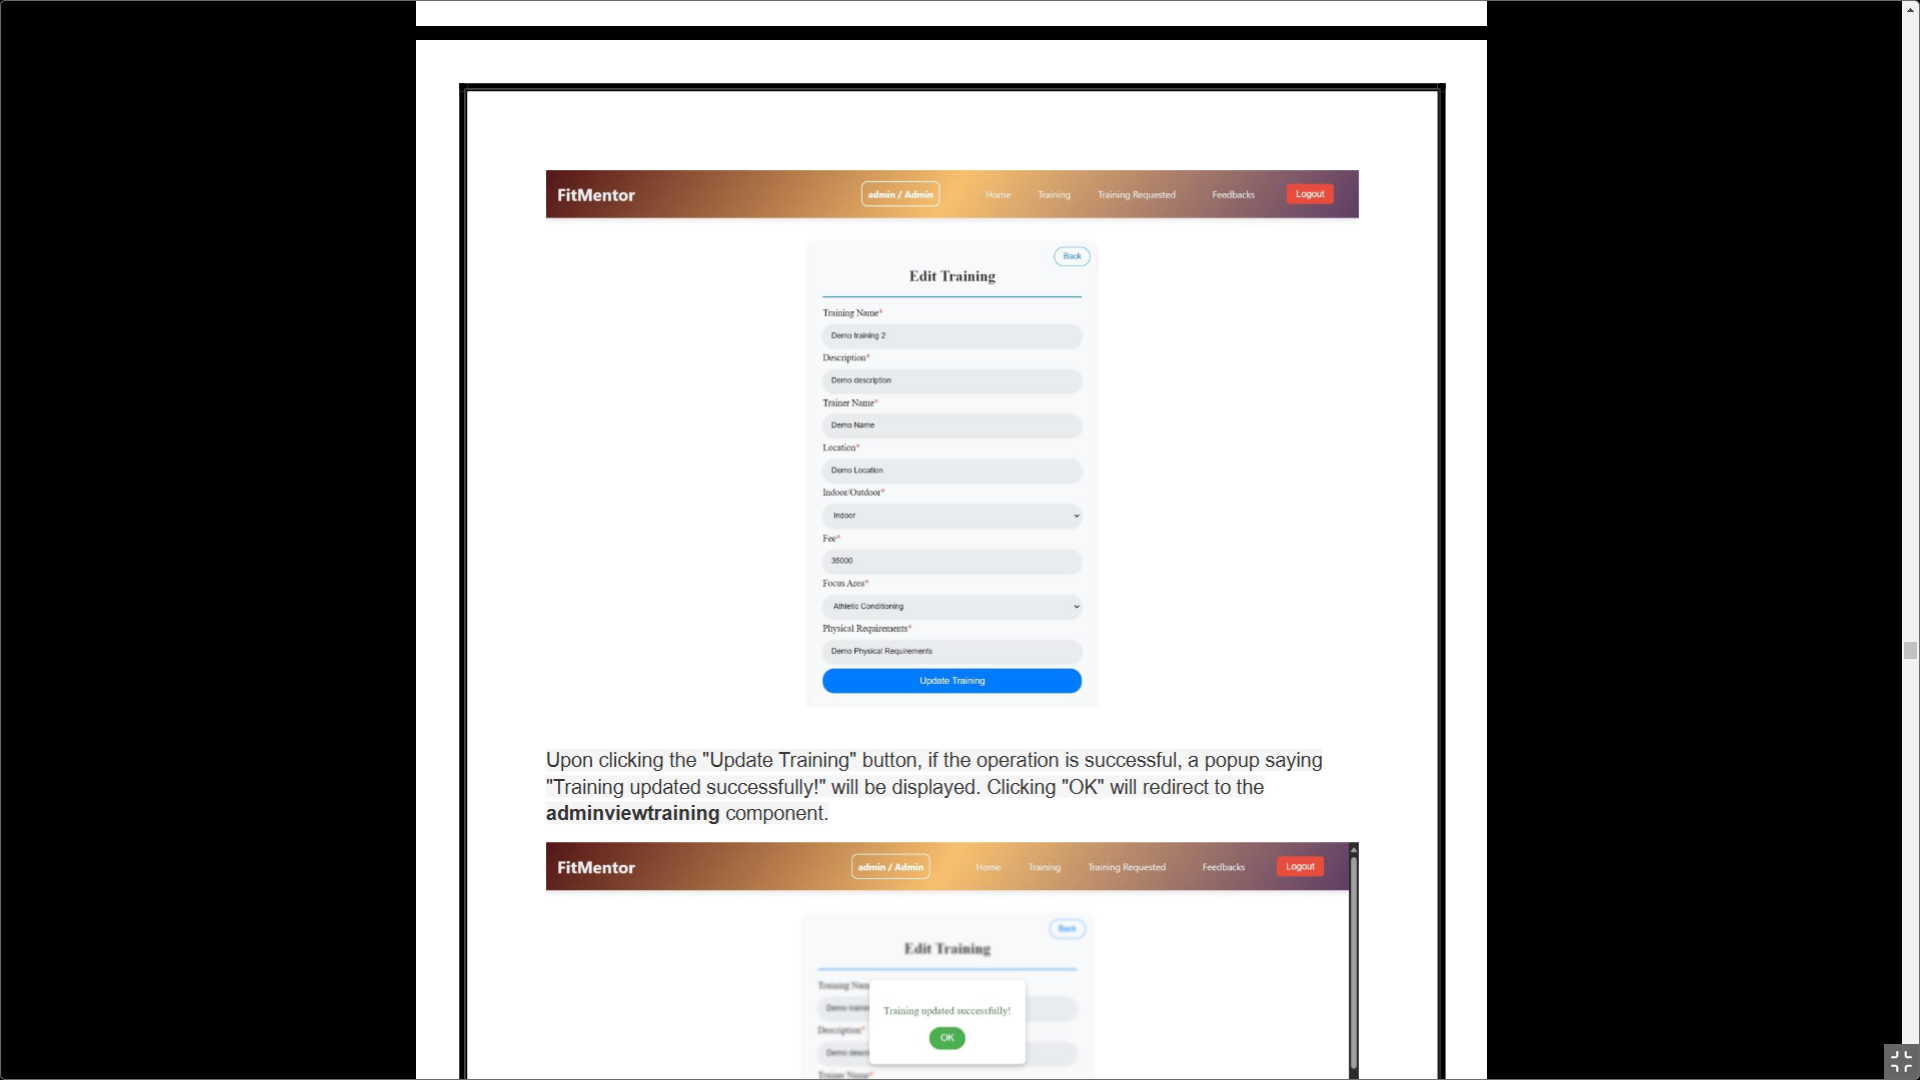 FitMentor admin / Admin Home Training Training Requested Feedbacks Logout
Back
Edit Training
Training Name*
Demo training 2
Description*
Demo description
Trainer Name*
Demo Name
Location*
Demo Location
Indoor/Outdoor*
Indoor
Fee*
35000
Focus Area*
Athletic Conditioning
Physical Requirements*
Demo Physical Requirements
Update Training
Upon clicking the "Update Training" button, if the operation is successful, a popup saying
"Training updated successfully!" will be displayed. Clicking "OK" will redirect to the
adminviewtraining component.
FitMentor admin / Admin Home Training Training Requested Feedbacks Logout
Back
Edit Training
Training Name
Training updated successfully!
Description*
OK
Trainer Name*